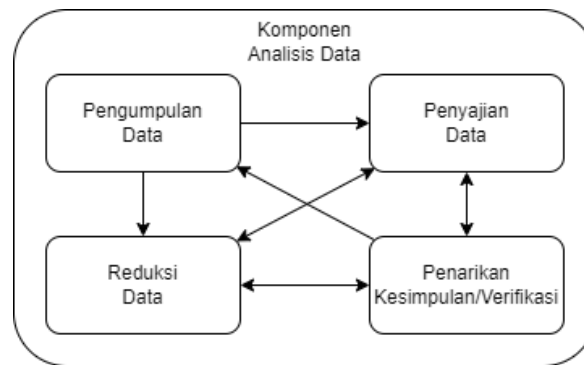 Komponen
Analisis Data
Pengumpulan
Data
Penyajian
Data
Reduksi
Data
Penarikan
Kesimpulan/Verifikasi